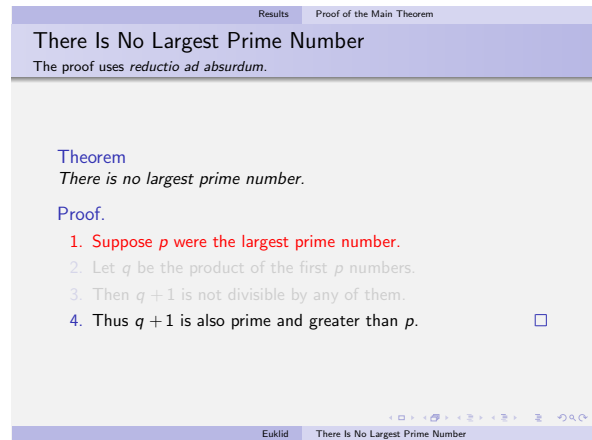 Results Proof of the Main Theorem
There Is No Largest Prime Number
The proof uses reductio ad absurdum.
Theorem
There is no largest prime number.
Proof.
1. Suppose p were the largest prime number.
2. Let q be the product of the first p numbers.
3. Then q + 1 is not divisible by any of them.
4. Thus q + 1 is also prime and greater than p.
Euklid There Is No Largest Prime Number